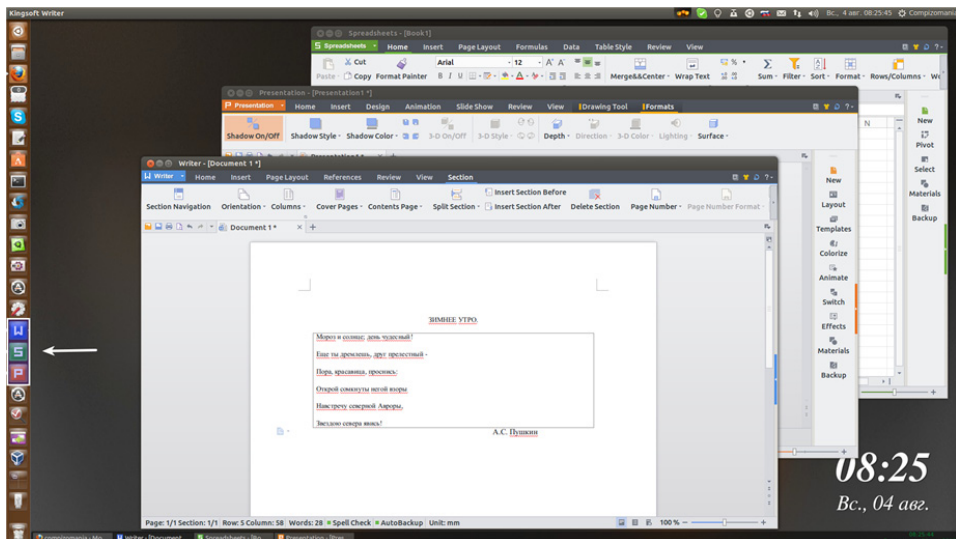 Kingsoft Writer
Вс., 4 авг. 08:25:45 Compizomania
Spreadsheets - [Book1]
Spreadsheets Home Insert Page Layout Formulas Data Table Style Review View
Cut Arial 12
Paste Copy Format Painter B I U Merge&&Center Wrap Text Sum Filter Sort Format Rows/Columns
Presentation - [Presentation1 *]
Presentation Home Insert Design Animation Slide Show Review View Drawing Tool Formats
Shadow On/Off Shadow Style Shadow Color 3-D On/Off 3-D Style Depth Direction 3-D Color Lighting Surface
N
New
Pivot
Select
Materials
Backup
Writer - [Document 1 *]
Writer Home Insert Page Layout References Review View Section
Section Navigation Orientation Columns Cover Pages Contents Page Split Section Insert Section Before Insert Section After Delete Section Page Number Page Number Format
Document 1 * × +
New
Layout
Templates
Colorize
Animate
Switch
Effects
Materials
Backup
ЗИМНЕЕ УТРО.
Мороз и солнце; день чудесный!
Еще ты дремлешь, друг прелестный -
Пора, красавица, проснись:
Открой сомкнуты негой взоры
Навстречу северной Авроры,
Звездою севера явись!
А.С. Пушкин
Page: 1/1 Section: 1/1 Row: 5 Column: 58 Words: 28 Spell Check AutoBackup Unit: mm 100 %
08:25
Вс., 04 авг.